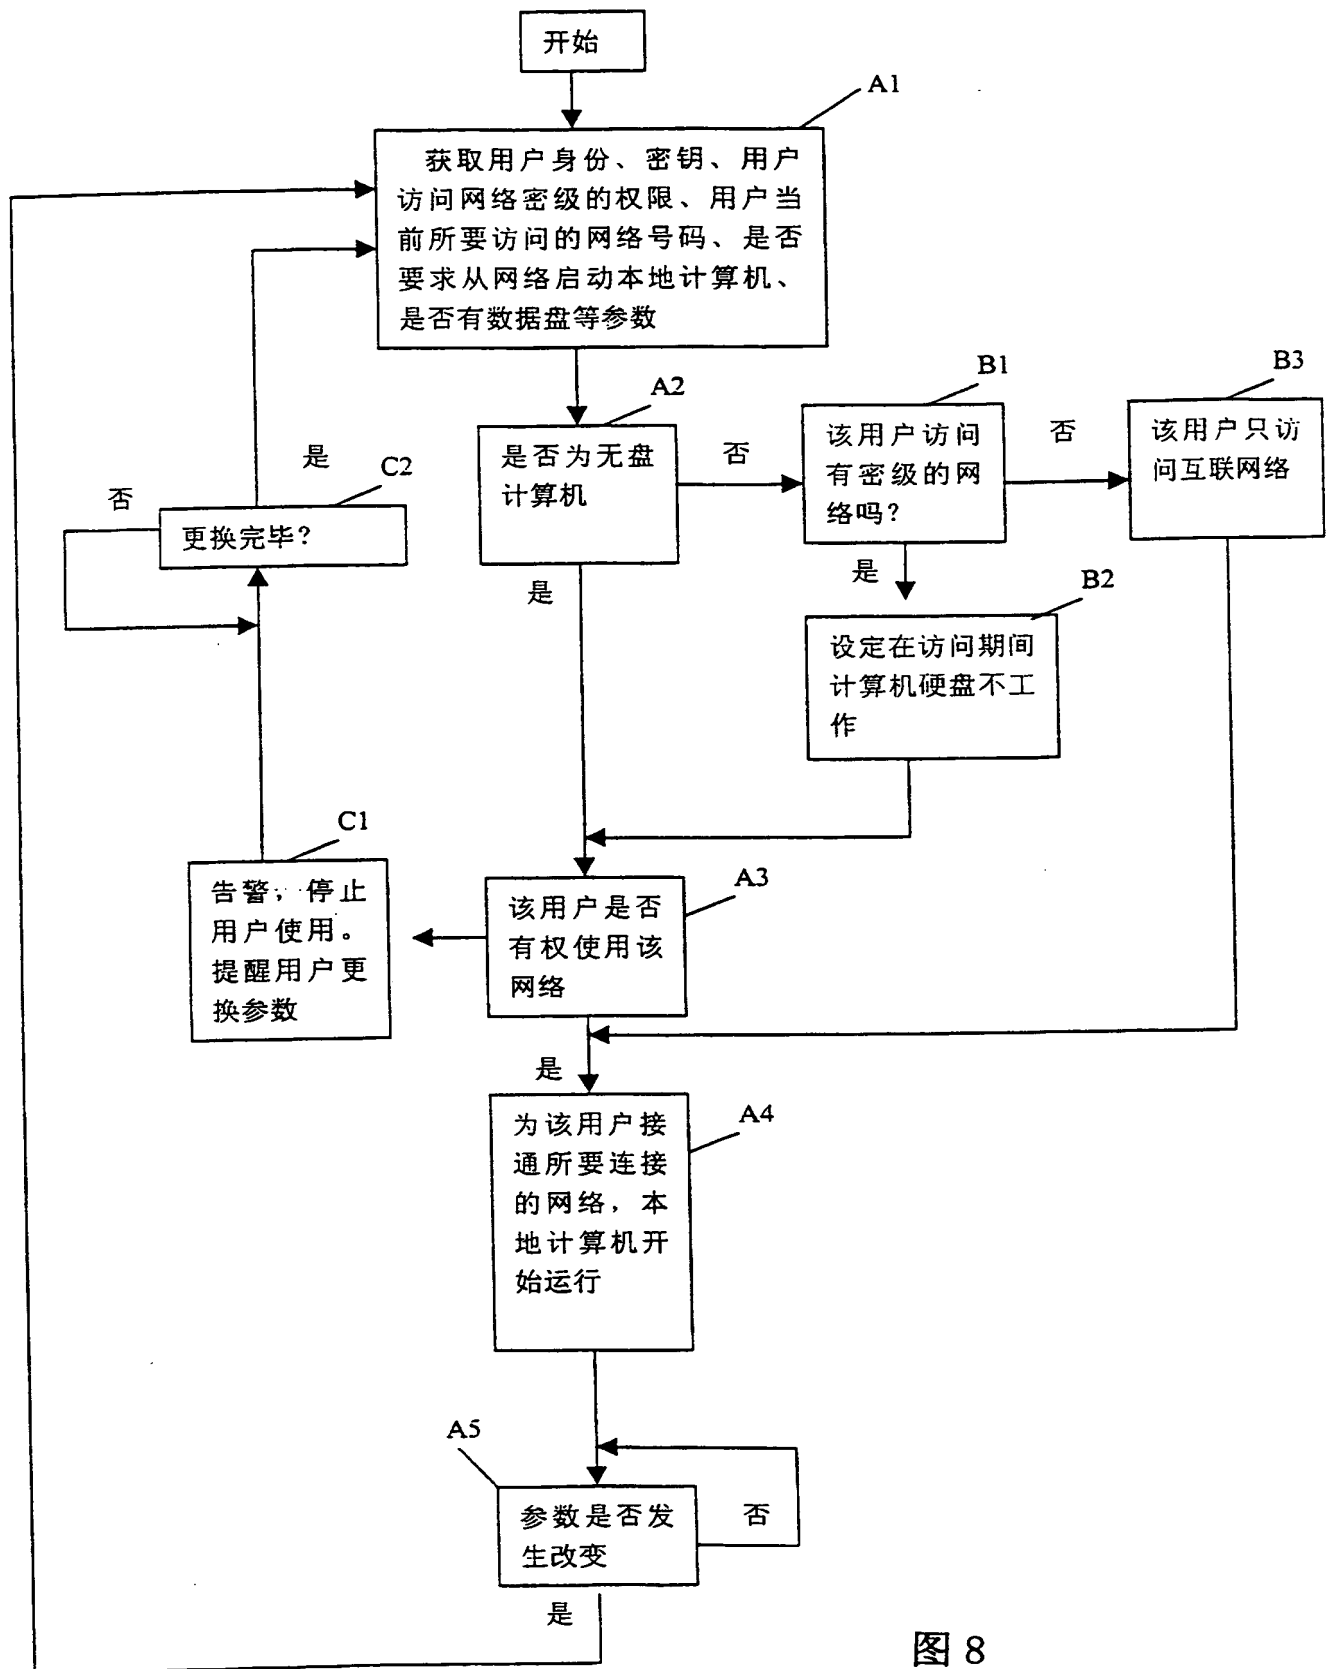 开始
A1
获取用户身份、密钥、用户
访问网络密级的权限、用户当
前所要访问的网络号码、是否
要求从网络启动本地计算机、
是否有数据盘等参数
A2
是否为无盘
计算机
否
是
B1
该用户访问
有密级的网
络吗？
否
是
B3
该用户只访
问互联网络
B2
设定在访问期间
计算机硬盘不工
作
是
C2
否
更换完毕？
C1
告警，停止
用户使用。
提醒用户更
换参数
A3
该用户是否
有权使用该
网络
是
A4
为该用户接
通所要连接
的网络，本
地计算机开
始运行
A5
参数是否发
生改变
否
是
图 8